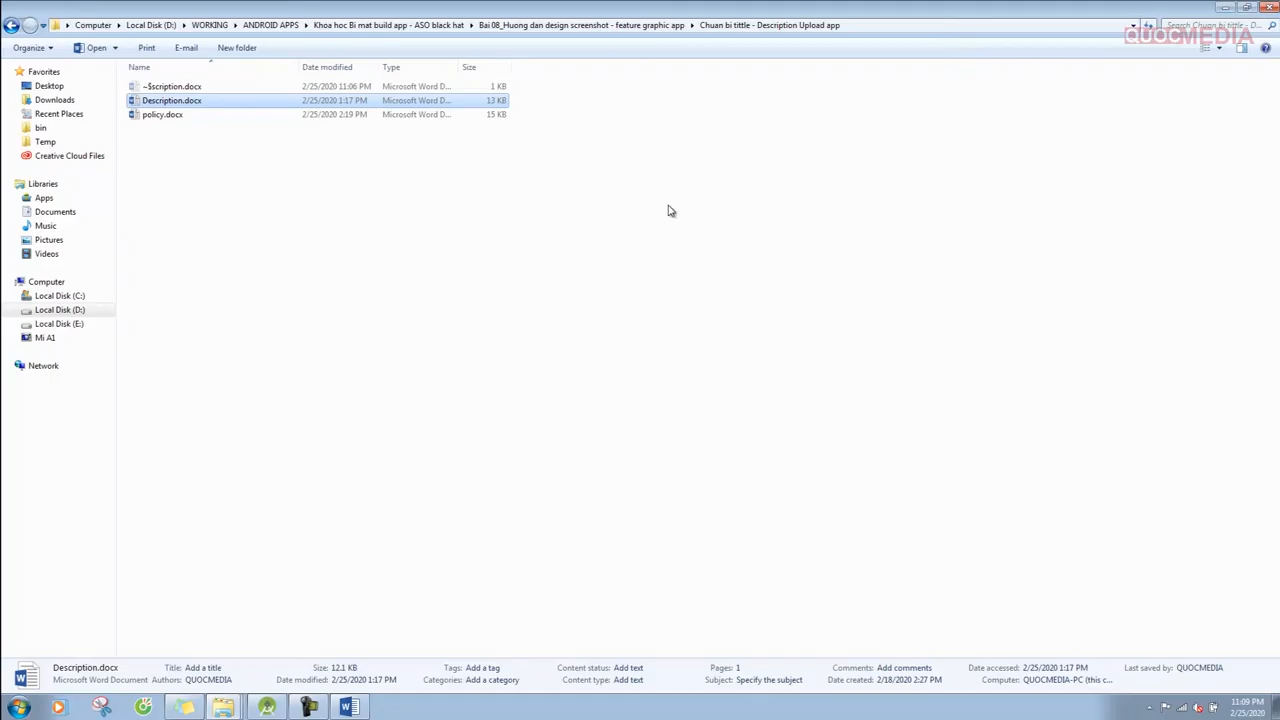 Computer ▸ Local Disk (D:) ▸ WORKING ▸ ANDROID APPS ▸ Khoa hoc Bi mat build app - ASO black hat ▸ Bai 08_Huong dan design screenshot - feature graphic app ▸ Chuan bi tittle - Description Upload app
Search Chuan bi tittle - D...
QUOCMEDIA
Organize Open Print E-mail New folder
Name Date modified Type Size
~$scription.docx 2/25/2020 11:06 PM Microsoft Word D... 1 KB
Description.docx 2/25/2020 1:17 PM Microsoft Word D... 13 KB
policy.docx 2/25/2020 2:19 PM Microsoft Word D... 15 KB
Favorites
Desktop
Downloads
Recent Places
bin
Temp
Creative Cloud Files
Libraries
Apps
Documents
Music
Pictures
Videos
Computer
Local Disk (C:)
Local Disk (D:)
Local Disk (E:)
Mi A1
Network
Description.docx Title: Add a title Size: 12.1 KB Tags: Add a tag Content status: Add text Pages: 1 Comments: Add comments Date accessed: 2/25/2020 1:17 PM Last saved by: QUOCMEDIA
Microsoft Word Document Authors: QUOCMEDIA Date modified: 2/25/2020 1:17 PM Categories: Add a category Content type: Add text Subject: Specify the subject Date created: 2/18/2020 2:27 PM Computer: QUOCMEDIA-PC (this c...
11:09 PM
2/25/2020